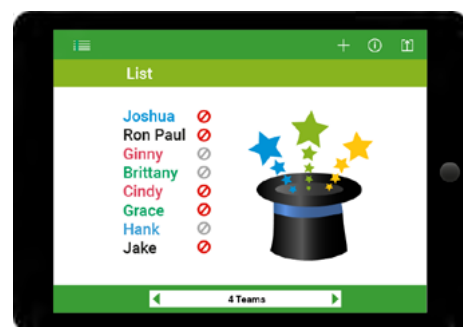 List
Joshua
Ron Paul
Ginny
Brittany
Cindy
Grace
Hank
Jake
4 Teams